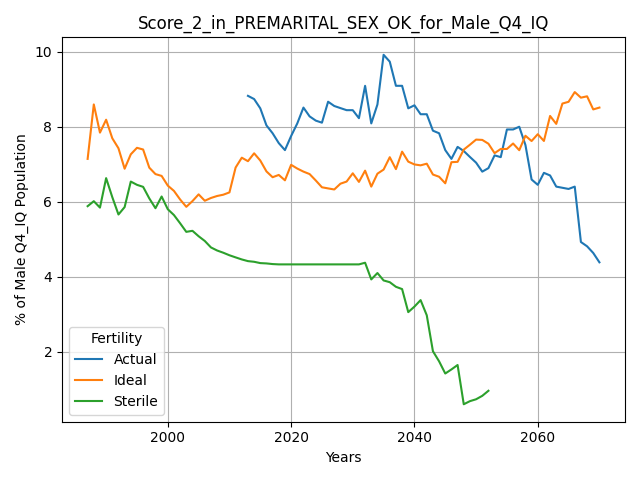 Score_2_in_PREMARITAL_SEX_OK_for_Male_Q4_IQ
% of Male Q4_IQ Population
10
8
6
4
2
Fertility
Actual
Ideal
Sterile
2000
2020
2040
2060
Years